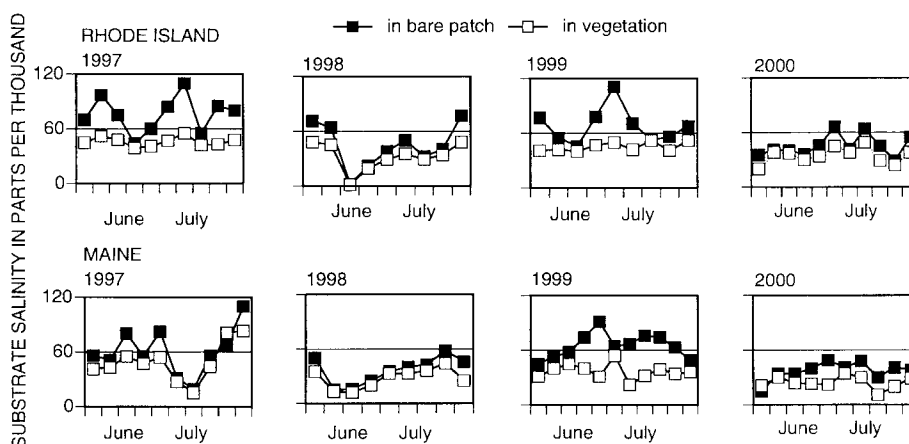 SUBSTRATE SALINITY IN PARTS PER THOUSAND
in bare patch in vegetation
RHODE ISLAND
1997 1998 1999 2000
120
60
0
June July June July June July June July
MAINE
1997 1998 1999 2000
120
60
0
June July June July June July June July